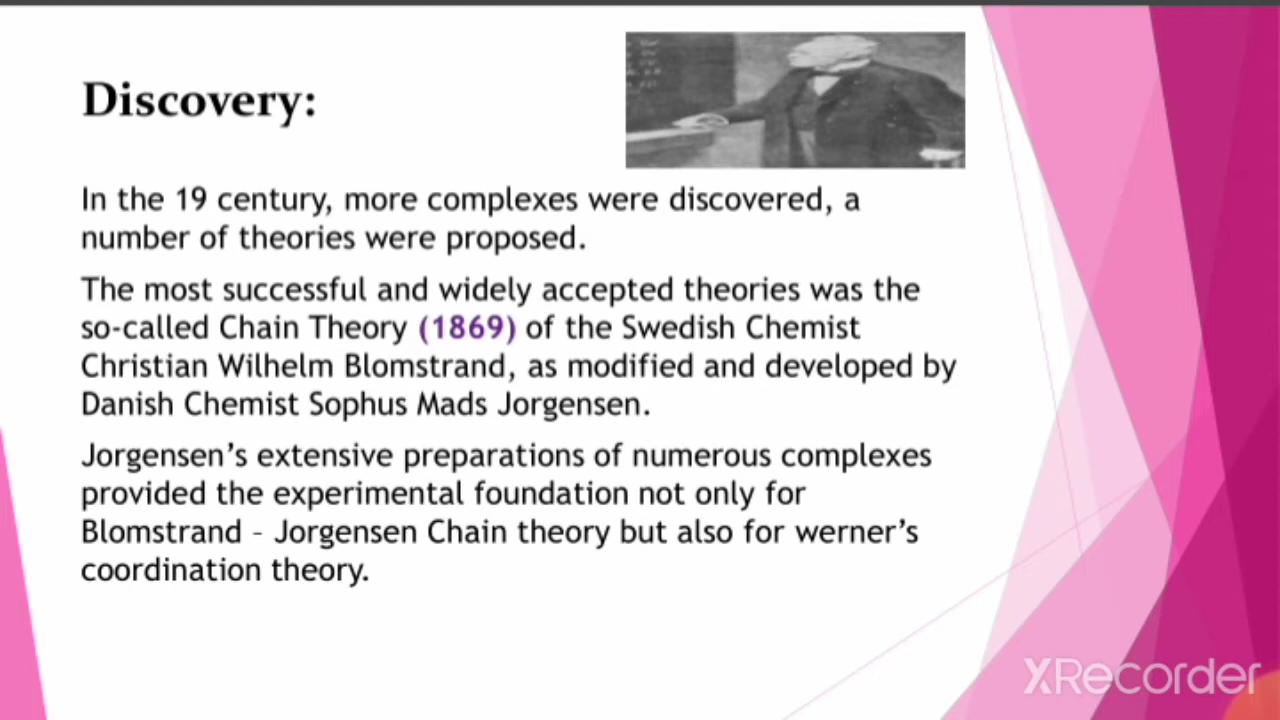 Discovery:
In the 19 century, more complexes were discovered, a
number of theories were proposed.
The most successful and widely accepted theories was the
so-called Chain Theory (1869) of the Swedish Chemist
Christian Wilhelm Blomstrand, as modified and developed by
Danish Chemist Sophus Mads Jorgensen.
Jorgensen’s extensive preparations of numerous complexes
provided the experimental foundation not only for
Blomstrand – Jorgensen Chain theory but also for werner’s
coordination theory.
XRecorder